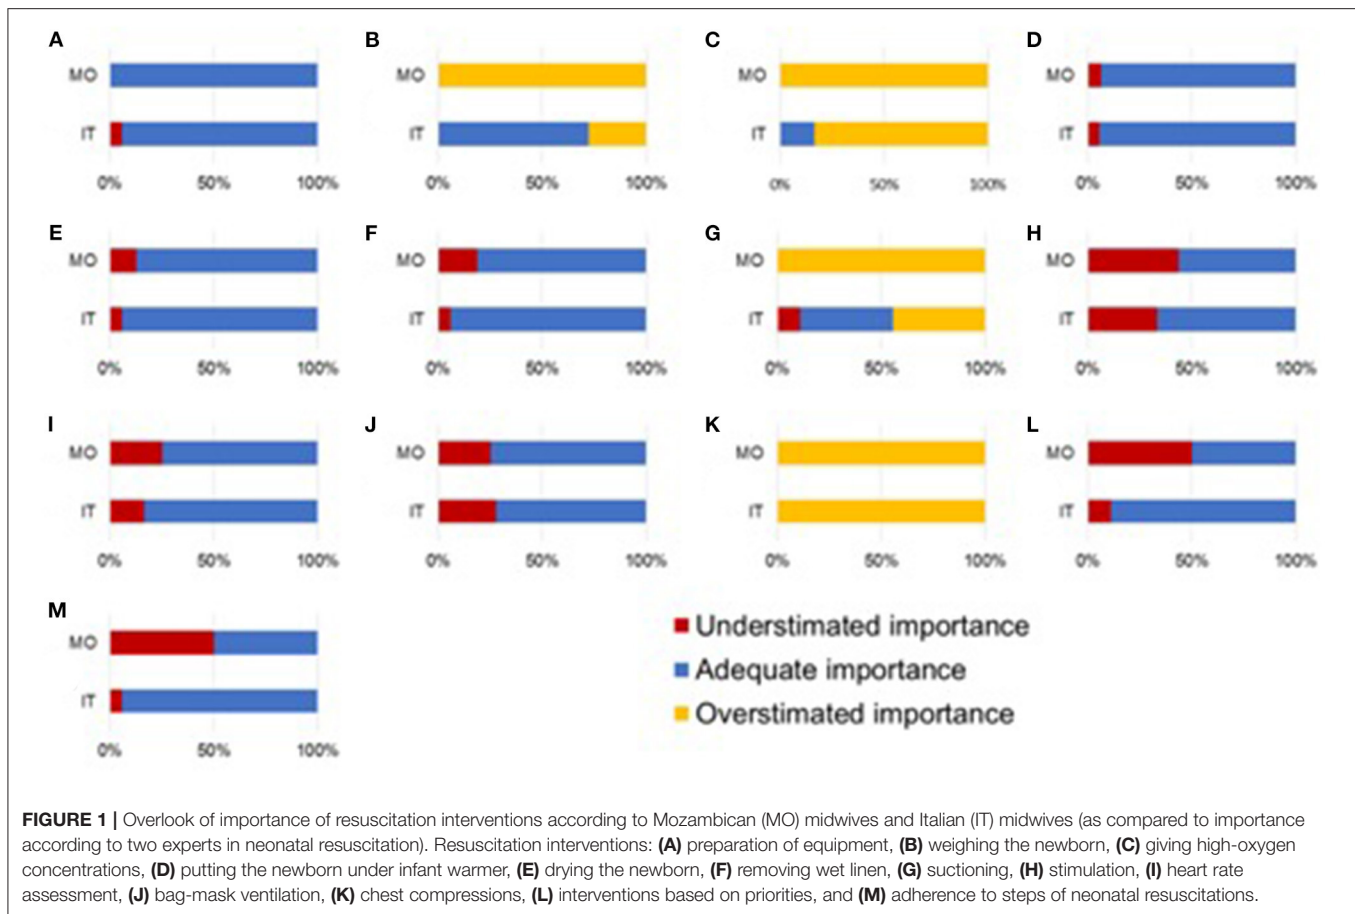 A B C D
MO MO MO MO
IT IT IT IT
0% 50% 100% 0% 50% 100% 0% 50% 100% 0% 50% 100%
E F G H
MO MO MO MO
IT IT IT IT
0% 50% 100% 0% 50% 100% 0% 50% 100% 0% 50% 100%
I J K L
MO MO MO MO
IT IT IT IT
0% 50% 100% 0% 50% 100% 0% 50% 100% 0% 50% 100%
M
MO
IT
0% 50% 100%
Understimated importance
Adequate importance
Overstimated importance
FIGURE 1 | Overlook of importance of resuscitation interventions according to Mozambican (MO) midwives and Italian (IT) midwives (as compared to importance
according to two experts in neonatal resuscitation). Resuscitation interventions: (A) preparation of equipment, (B) weighing the newborn, (C) giving high-oxygen
concentrations, (D) putting the newborn under infant warmer, (E) drying the newborn, (F) removing wet linen, (G) suctioning, (H) stimulation, (I) heart rate
assessment, (J) bag-mask ventilation, (K) chest compressions, (L) interventions based on priorities, and (M) adherence to steps of neonatal resuscitations.